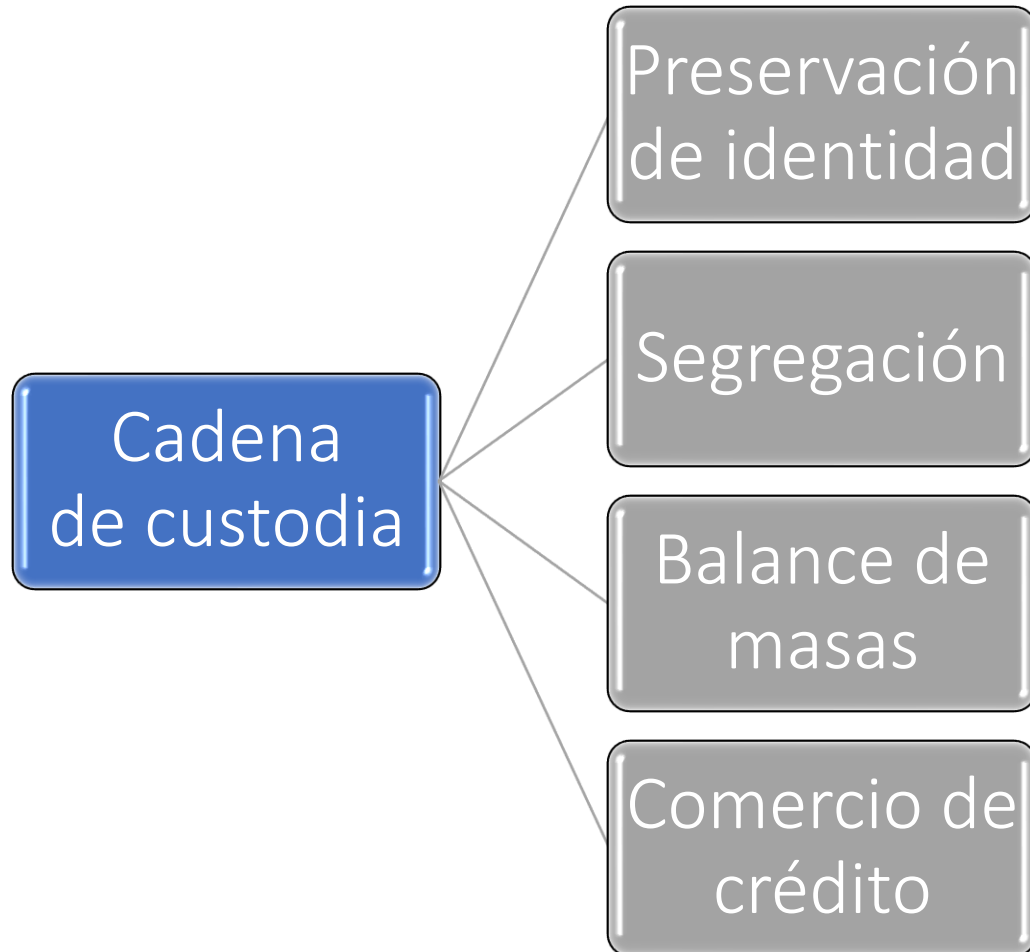 Cadena
de custodia
Preservación
de identidad
Segregación
Balance de
masas
Comercio de
crédito